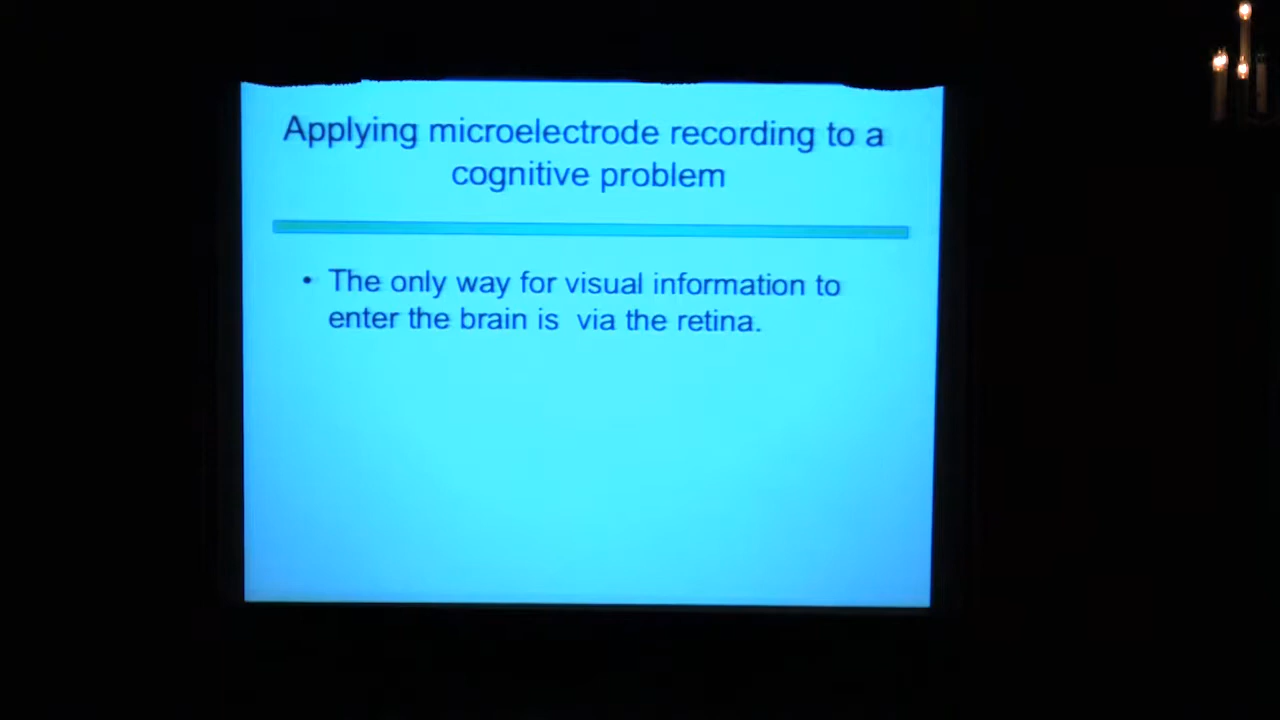 Applying microelectrode recording to a
cognitive problem
• The only way for visual information to
enter the brain is  via the retina.